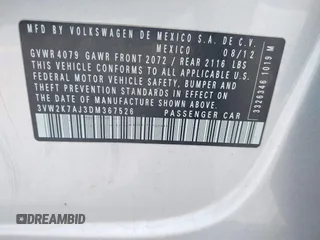 MFD BY VOLKSWAGEN DE MEXICO S.A. DE C.V.
MEXICO 08/12
GVWR 4079 GAWR FRONT 2072 / REAR 2116 LBS
THIS VEHICLE CONFORMS TO ALL APPLICABLE
FEDERAL MOTOR VEHICLE SAFETY, BUMPER,
AND THEFT PREVENTION STANDARDS IN EFFECT
ON THE DATE OF MANUFACTURE SHOWN ABOVE
3VW2K7AJ3DM367526 PASSENGER CAR
3326346 1019 M
DREAMBID